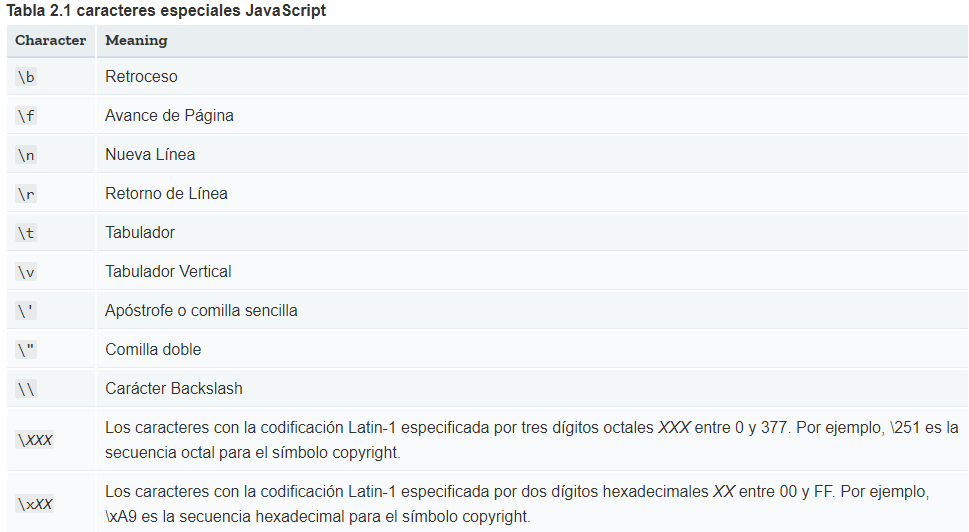 Tabla 2.1 caracteres especiales JavaScript
Character Meaning
\b Retroceso
\f Avance de Página
\n Nueva Línea
\r Retorno de Línea
\t Tabulador
\v Tabulador Vertical
\' Apóstrofe o comilla sencilla
\" Comilla doble
\\ Carácter Backslash
\XXX Los caracteres con la codificación Latin-1 especificada por tres dígitos octales XXX entre 0 y 377. Por ejemplo, \251 es la
secuencia octal para el símbolo copyright.
\xXX Los caracteres con la codificación Latin-1 especificada por dos dígitos hexadecimales XX entre 00 y FF. Por ejemplo,
\xA9 es la secuencia hexadecimal para el símbolo copyright.